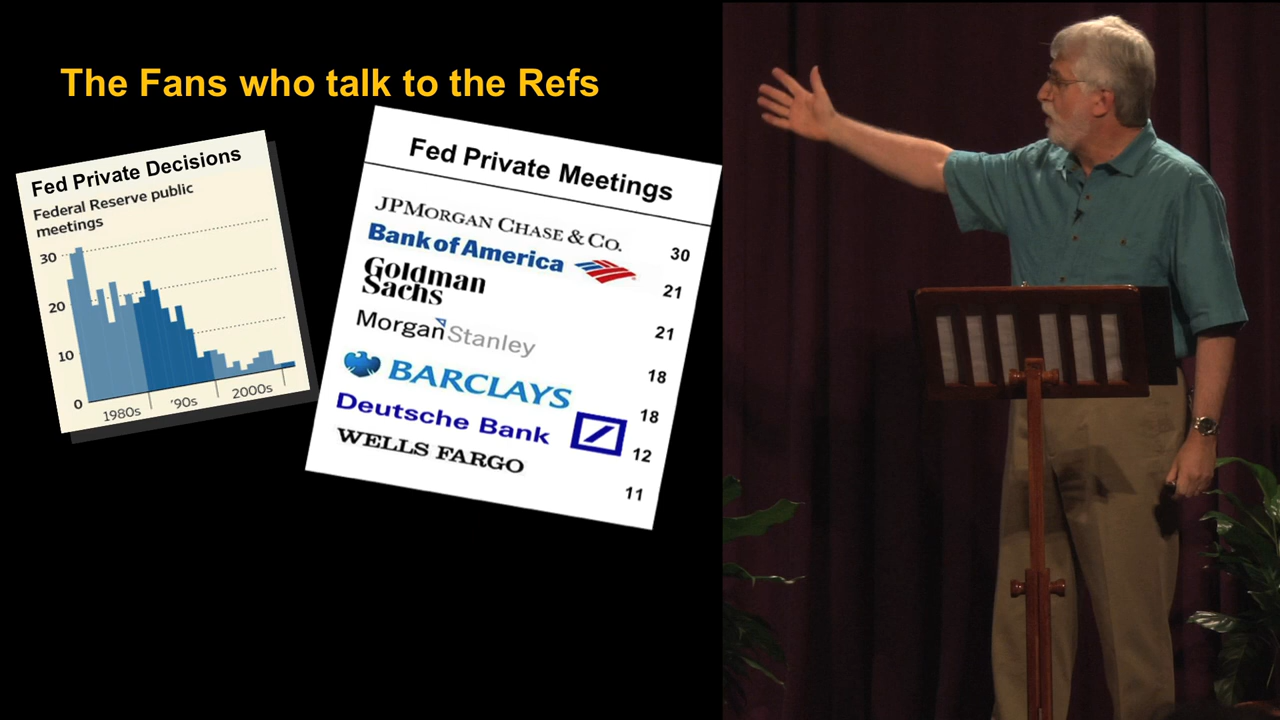 The Fans who talk to the Refs
Fed Private Decisions
Federal Reserve public
meetings
30
20
10
0
1980s
'90s
2000s
Fed Private Meetings
JPMORGAN CHASE & CO. 30
Bank of America 21
Goldman
Sachs 21
Morgan Stanley 18
BARCLAYS 18
Deutsche Bank 12
WELLS FARGO 11